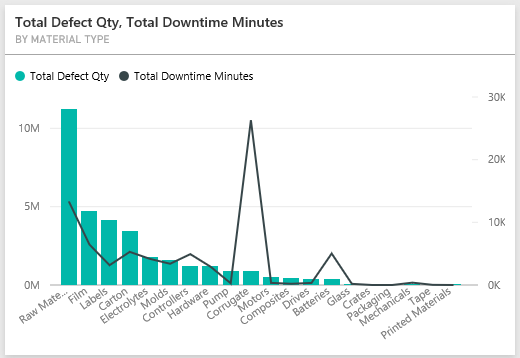 Total Defect Qty, Total Downtime Minutes
BY MATERIAL TYPE
Total Defect Qty Total Downtime Minutes
30K
10M
20K
5M
10K
0M
0K
Raw Mate...
Film
Labels
Carton
Electrolytes
Molds
Controllers
Hardware
Pump
Corrugate
Motors
Composites
Drives
Batteries
Glass
Crates
Packaging
Mechanicals
Tape
Printed Materials